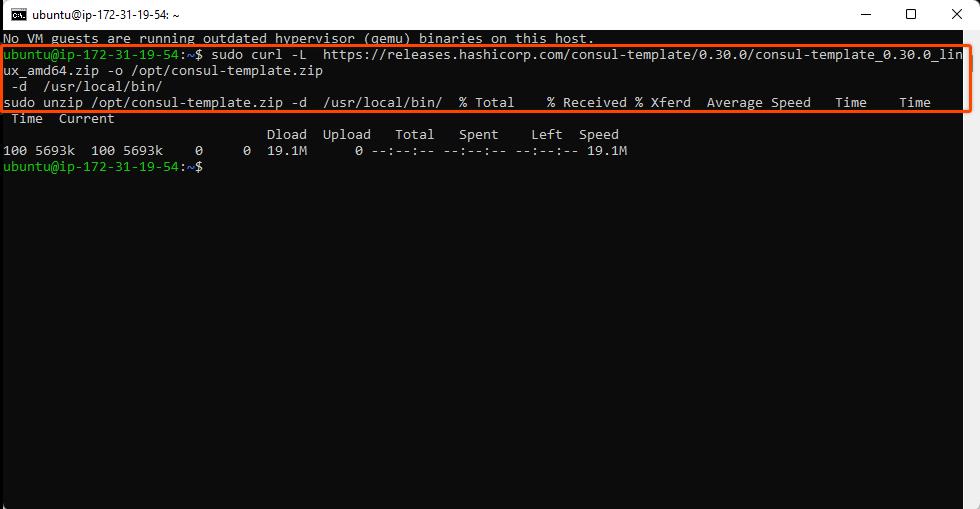 ubuntu@ip-172-31-19-54: ~
No VM guests are running outdated hypervisor (qemu) binaries on this host.
ubuntu@ip-172-31-19-54:~$ sudo curl -L  https://releases.hashicorp.com/consul-template/0.30.0/consul-template_0.30.0_lin
ux_amd64.zip -o /opt/consul-template.zip
 -d  /usr/local/bin/
sudo unzip /opt/consul-template.zip -d  /usr/local/bin/  % Total    % Received % Xferd  Average Speed   Time    Time
 Time  Current
                                 Dload  Upload   Total   Spent    Left  Speed
100 5693k  100 5693k    0     0  19.1M      0 --:--:-- --:--:-- --:--:-- 19.1M
ubuntu@ip-172-31-19-54:~$